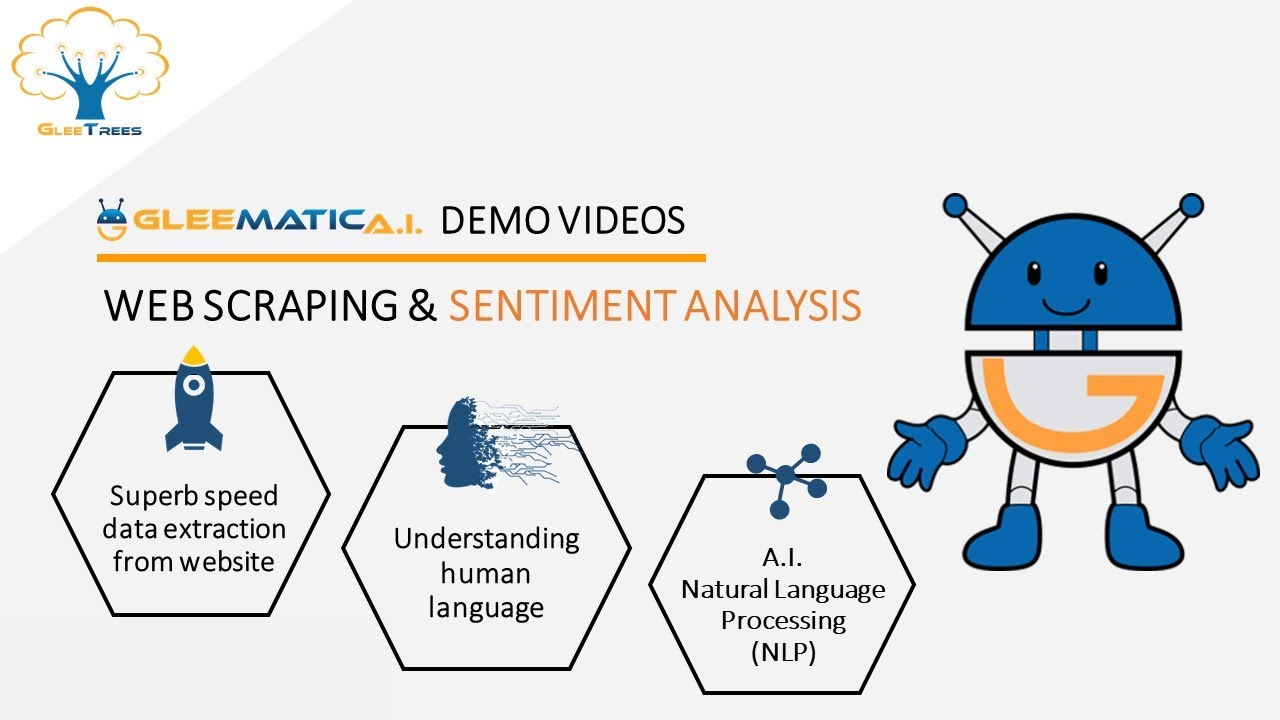 GLEETREES
GLEEMATIC A.I. DEMO VIDEOS
WEB SCRAPING & SENTIMENT ANALYSIS
Superb speed
data extraction
from website
Understanding
human
language
A.I.
Natural Language
Processing
(NLP)